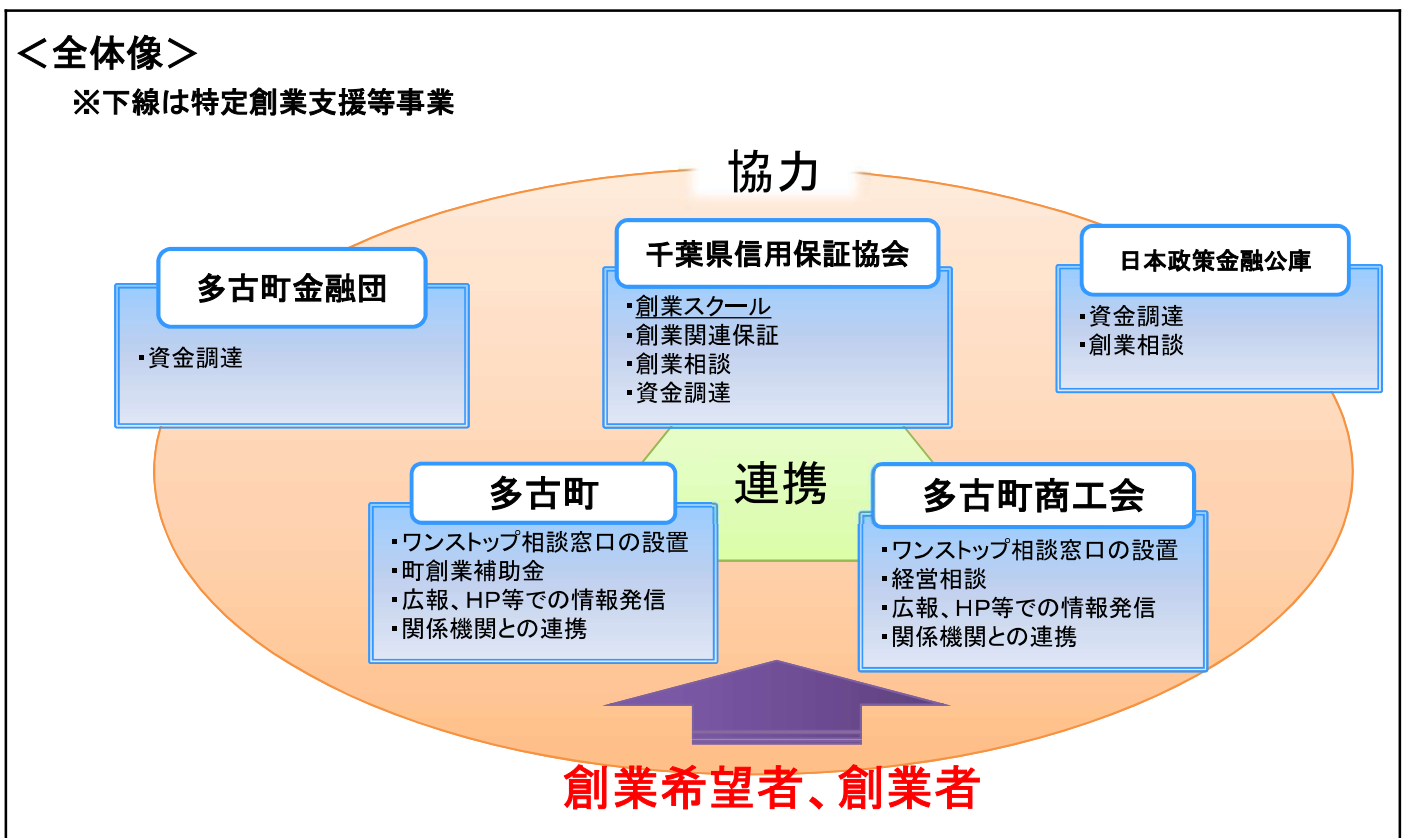 ＜全体像＞
※下線は特定創業支援等事業
協力
多古町金融団
・資金調達
千葉県信用保証協会
・創業スクール
・創業関連保証
・創業相談
・資金調達
日本政策金融公庫
・資金調達
・創業相談
連携
多古町
・ワンストップ相談窓口の設置
・町創業補助金
・広報、HP等での情報発信
・関係機関との連携
多古町商工会
・ワンストップ相談窓口の設置
・経営相談
・広報、HP等での情報発信
・関係機関との連携
創業希望者、創業者